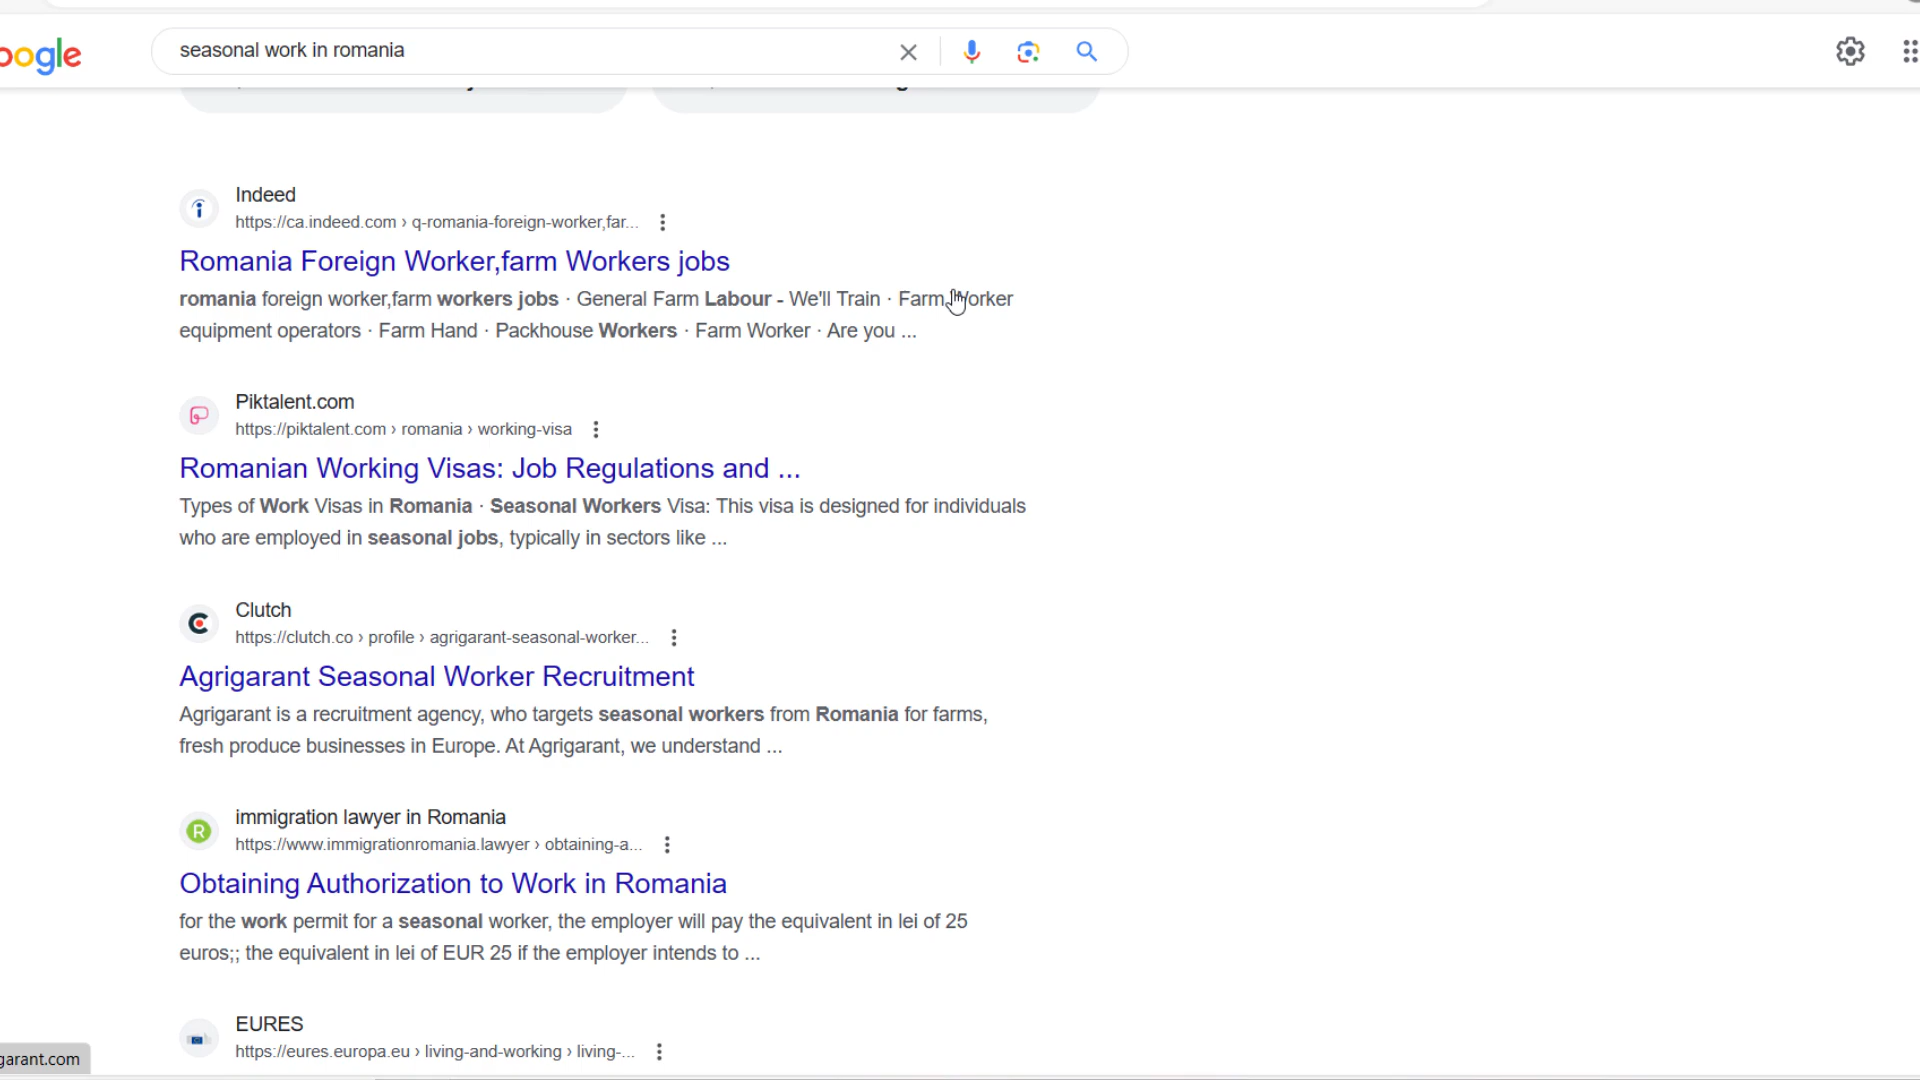 oogle
seasonal work in romania
Indeed
https://ca.indeed.com › q-romania-foreign-worker,far...
Romania Foreign Worker,farm Workers jobs
romania foreign worker,farm workers jobs · General Farm Labour - We'll Train · Farm Worker
equipment operators · Farm Hand · Packhouse Workers · Farm Worker · Are you ...
Piktalent.com
https://piktalent.com › romania › working-visa
Romanian Working Visas: Job Regulations and ...
Types of Work Visas in Romania · Seasonal Workers Visa: This visa is designed for individuals
who are employed in seasonal jobs, typically in sectors like ...
Clutch
https://clutch.co › profile › agrigarant-seasonal-worker...
Agrigarant Seasonal Worker Recruitment
Agrigarant is a recruitment agency, who targets seasonal workers from Romania for farms,
fresh produce businesses in Europe. At Agrigarant, we understand ...
R
immigration lawyer in Romania
https://www.immigrationromania.lawyer › obtaining-a...
Obtaining Authorization to Work in Romania
for the work permit for a seasonal worker, the employer will pay the equivalent in lei of 25
euros;; the equivalent in lei of EUR 25 if the employer intends to ...
EURES
https://eures.europa.eu › living-and-working › living-...
garant.com